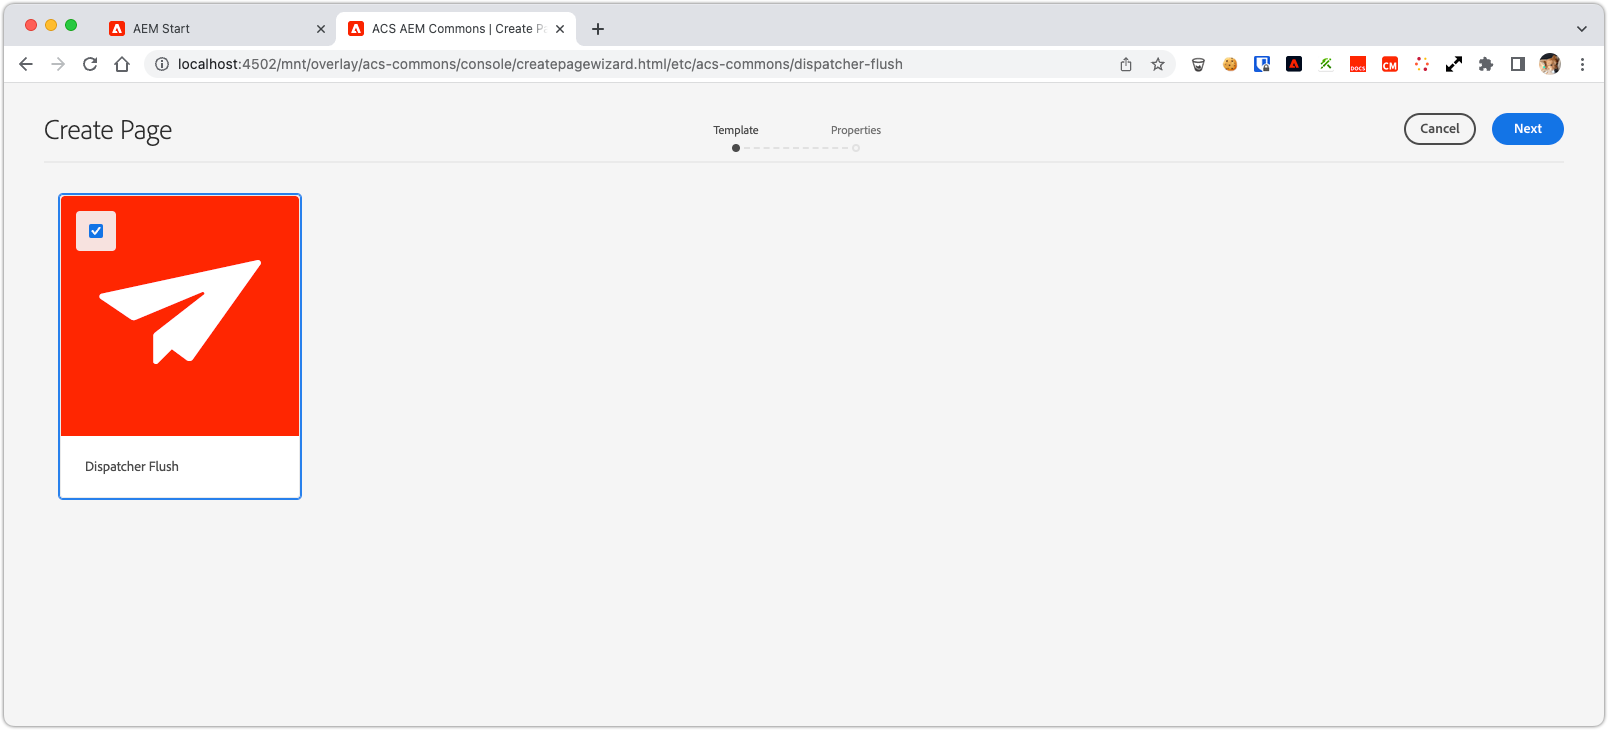 AEM Start
ACS AEM Commons | Create Pa
localhost:4502/mnt/overlay/acs-commons/console/createpagewizard.html/etc/acs-commons/dispatcher-flush
DOCS
CM
Create Page
Template
Properties
Cancel
Next
Dispatcher Flush